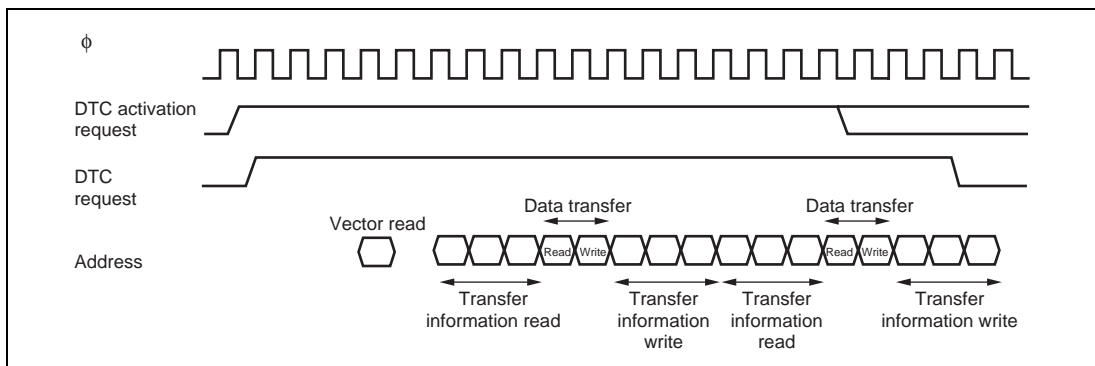 ϕ
DTC activation
request
DTC
request
Data transfer
Data transfer
Vector read
Read
Write
Read
Write
Address
Transfer
information read
Transfer
information
write
Transfer
information
read
Transfer
information write